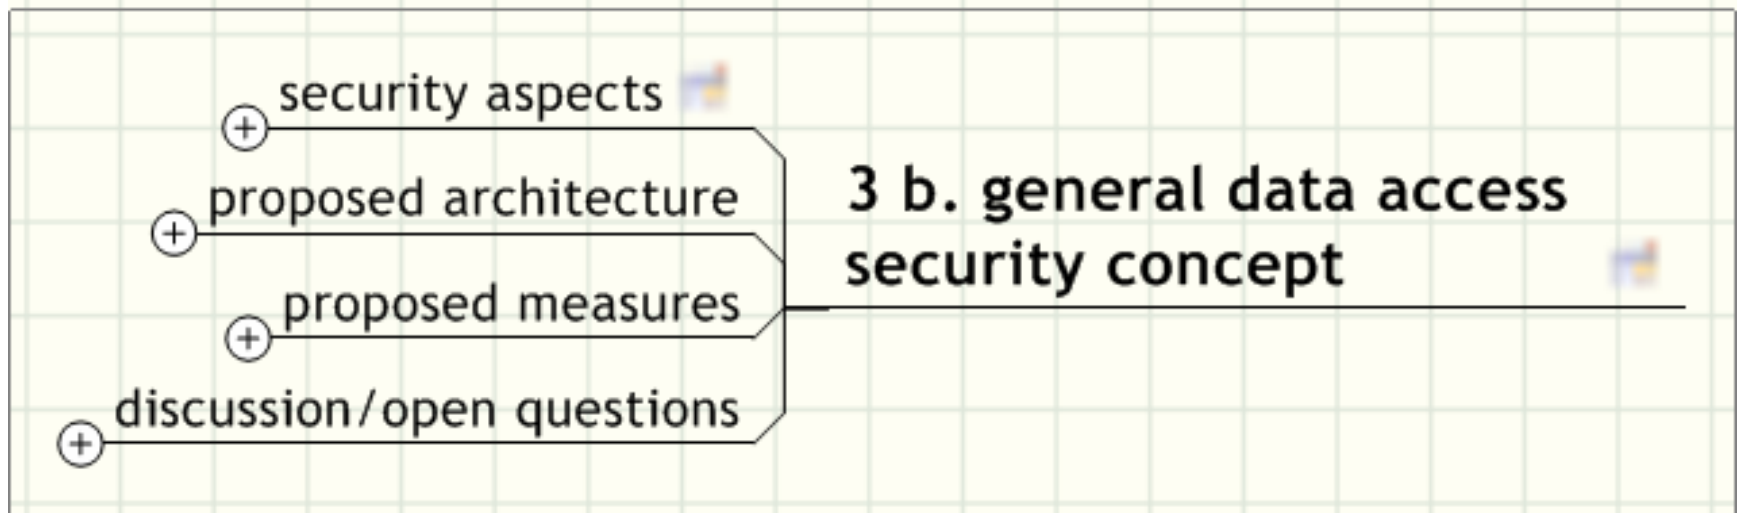 security aspects
proposed architecture
3 b. general data access
security concept
proposed measures
discussion/open questions